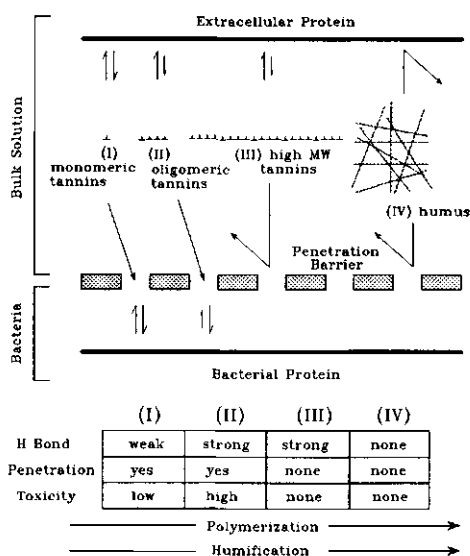 Extracellular Protein
Bulk Solution
(I)
monomeric
tannins
(II)
oligomeric
tannins
(III) high MW
tannins
(IV) humus
Penetration
Barrier
Bacteria
Bacterial Protein
(I) (II) (III) (IV)
H Bond weak strong strong none
Penetration yes yes none none
Toxicity low high none none
Polymerization
Humification